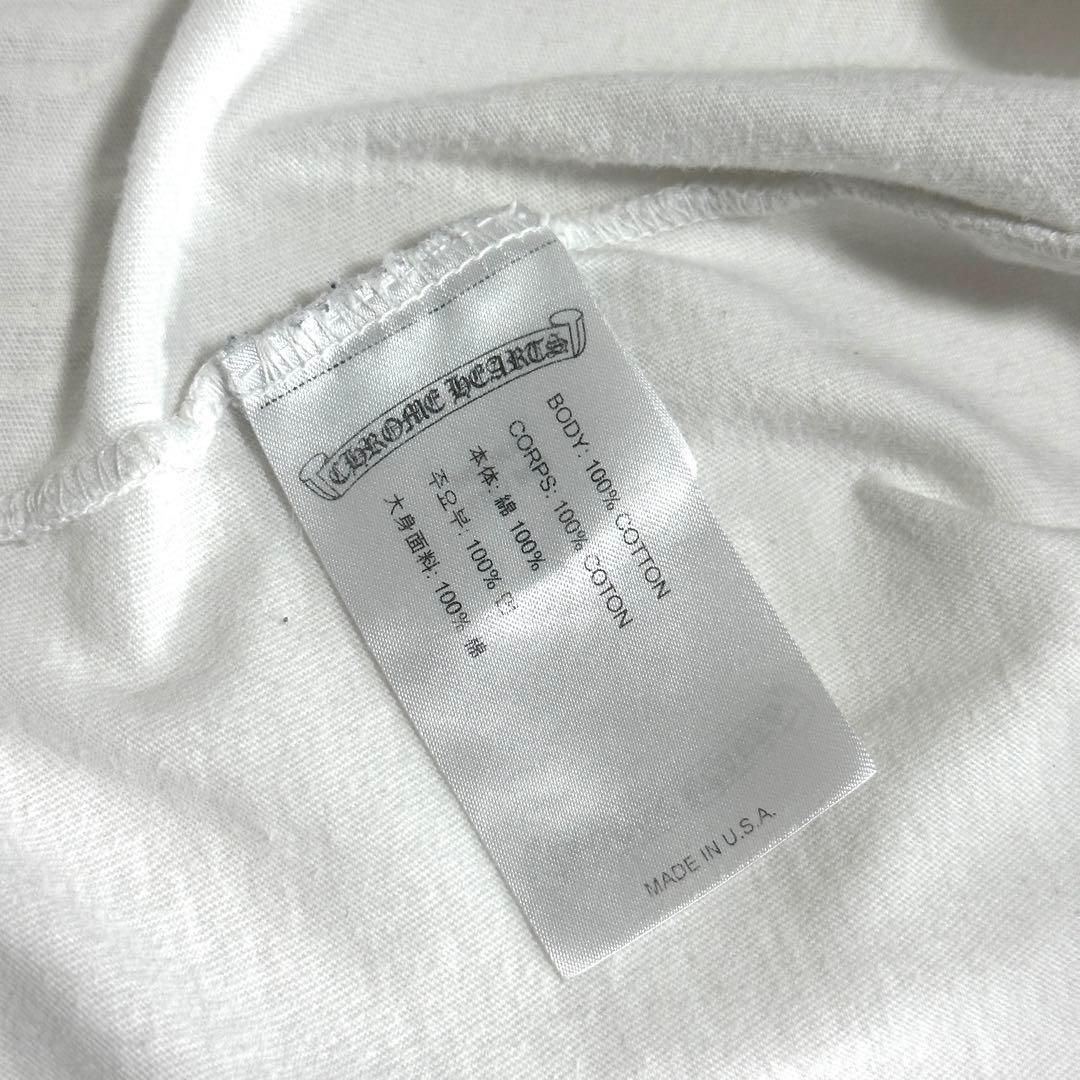 CHROME HEARTS
BODY: 100% COTTON
CORPS: 100% COTON
本体: 綿 100%
주요부: 100% 면
大身面料: 100% 棉
MADE IN U.S.A.